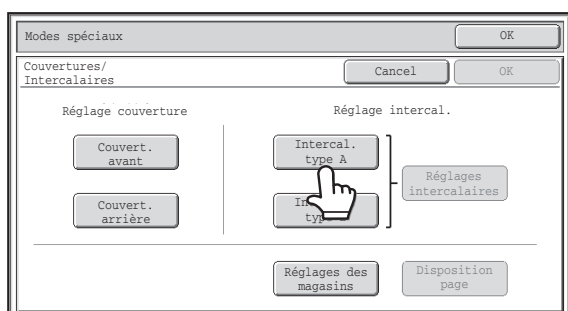 Modes spéciaux
OK
Couvertures/
Intercalaires
Cancel
OK
Réglage couverture
Réglage intercal.
Couvert.
avant
Intercal.
type A
Réglages
intercalaires
Couvert.
arrière
Réglages des
magasins
Disposition
page